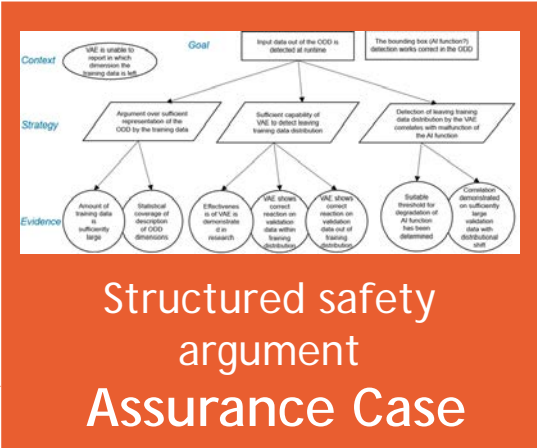 Goal
Input data out of the ODD is
detected at runtime
The bounding box (AI function?)
detection works correct in the ODD
Context
VAE is unable to
report in which
dimension the
training data is left
Strategy
Argument over sufficient
representation of the
ODD by the training data
Sufficient capability of
VAE to detect leaving
training data distribution
Detection of leaving training
data distribution by the VAE
correlates with malfunction of
the AI function
Evidence
Amount of
training data
is
sufficiently
large
Statistical
coverage of
description
of ODD
dimensions
Effectivenes
is of VAE is
demonstrate
d in
research
VAE shows
correct
reaction on
validation
data within
training
distribution
VAE shows
correct
reaction on
validation
data out of
training
distribution
Suitable
threshold for
degradation of
AI function
has been
determined
Correlation
demonstrated
on sufficiently
large
validation
data with
distributional
shift
Structured safety
argument
Assurance Case